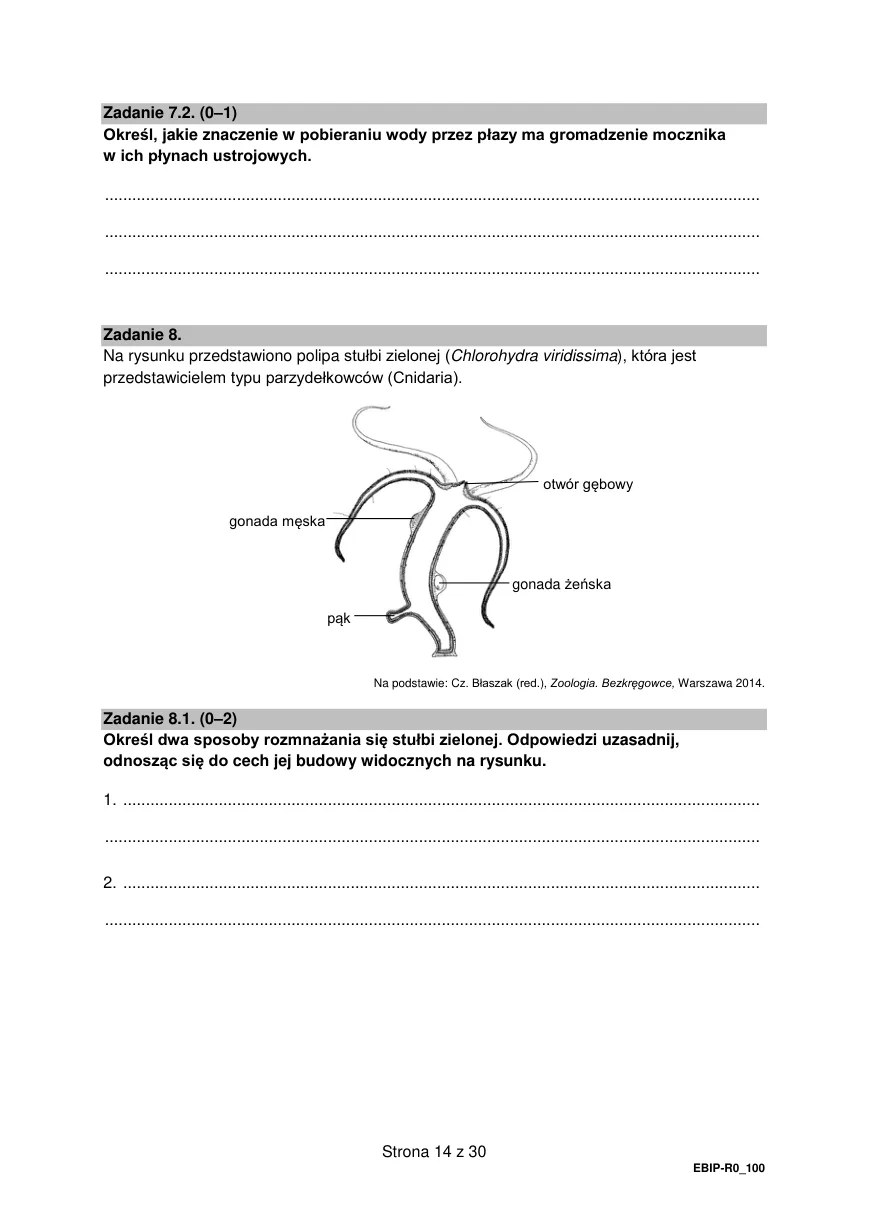 Zadanie 7.2. (0–1)
Określ, jakie znaczenie w pobieraniu wody przez płazy ma gromadzenie mocznika
w ich płynach ustrojowych.
....................................................................................................................................................
....................................................................................................................................................
....................................................................................................................................................
Zadanie 8.
Na rysunku przedstawiono polipa stułbi zielonej (Chlorohydra viridissima), która jest
przedstawicielem typu parzydełkowców (Cnidaria).
otwór gębowy
gonada męska
gonada żeńska
pąk
Na podstawie: Cz. Błaszak (red.), Zoologia. Bezkręgowce, Warszawa 2014.
Zadanie 8.1. (0–2)
Określ dwa sposoby rozmnażania się stułbi zielonej. Odpowiedzi uzasadnij,
odnosząc się do cech jej budowy widocznych na rysunku.
1. ................................................................................................................................................
....................................................................................................................................................
2. ................................................................................................................................................
....................................................................................................................................................
Strona 14 z 30
EBIP-R0_100